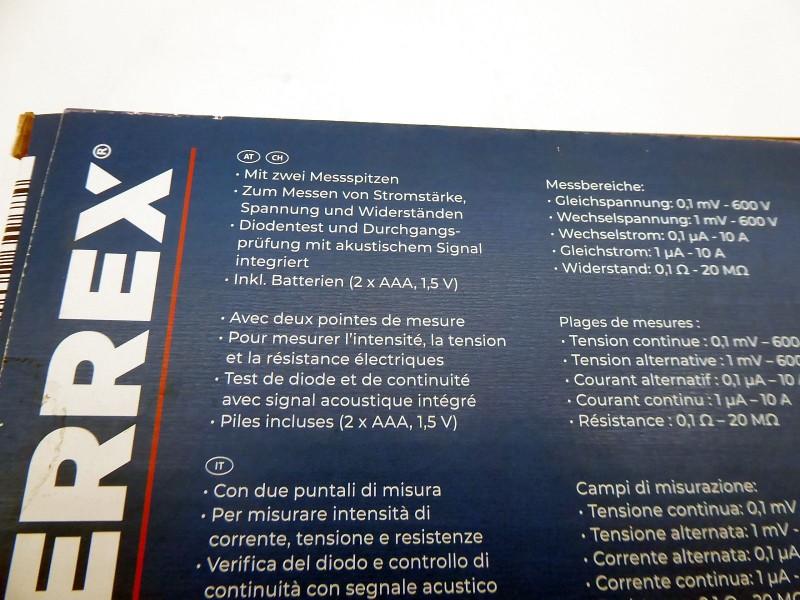 ERREX®
AT CH
• Mit zwei Messspitzen
• Zum Messen von Stromstärke,
Spannung und Widerständen
• Diodentest und Durchgangs-
prüfung mit akustischem Signal
integriert
• Inkl. Batterien (2 x AAA, 1,5 V)
Messbereiche:
• Gleichspannung: 0,1 mV - 600 V
• Wechselspannung: 1 mV - 600 V
• Wechselstrom: 0,1 µA - 10 A
• Gleichstrom: 1 µA - 10 A
• Widerstand: 0,1 Ω - 20 MΩ
• Avec deux pointes de mesure
• Pour mesurer l'intensité, la tension
et la résistance électriques
• Test de diode et de continuité
avec signal acoustique intégré
• Piles incluses (2 x AAA, 1,5 V)
Plages de mesures :
• Tension continue : 0,1 mV – 600
• Tension alternative : 1 mV – 600
• Courant alternatif : 0,1 µA – 10 A
• Courant continu : 1 µA – 10 A
• Résistance : 0,1 Ω – 20 MΩ
IT
• Con due puntali di misura
• Per misurare intensità di
corrente, tensione e resistenze
• Verifica del diodo e controllo di
continuità con segnale acustico
Campi di misurazione:
• Tensione continua: 0,1 mV
• Tensione alternata: 1 mV -
• Corrente alternata: 0,1 µA
• Corrente continua: 1 µA -
0,1 Ω - 20 MΩ